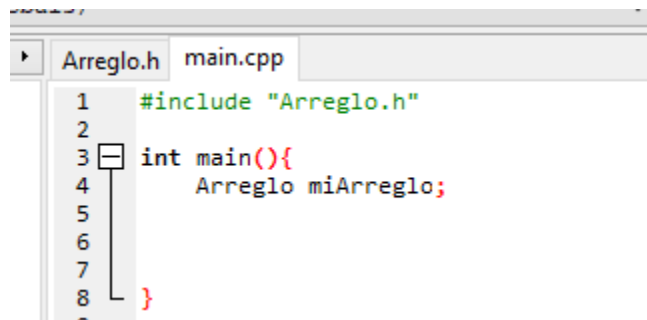 Arreglo.h main.cpp
1 #include "Arreglo.h"
2
3 int main(){
4 Arreglo miArreglo;
5
6
7
8 }